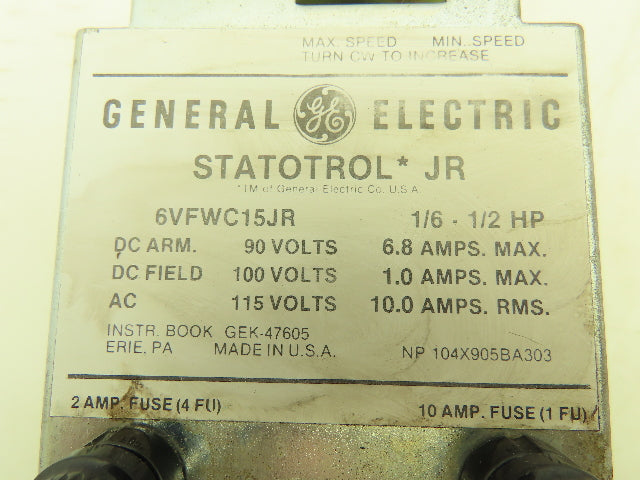 MAX. SPEED MIN. SPEED
TURN CW TO INCREASE
GENERAL GE ELECTRIC
STATOTROL* JR
*TM of General Electric Co. U.S.A.
6VFWC15JR 1/6 - 1/2 HP
DC ARM. 90 VOLTS 6.8 AMPS. MAX.
DC FIELD 100 VOLTS 1.0 AMPS. MAX.
AC 115 VOLTS 10.0 AMPS. RMS.
INSTR. BOOK GEK-47605
ERIE, PA MADE IN U.S.A. NP 104X905BA303
2 AMP. FUSE (4 FU) 10 AMP. FUSE (1 FU)